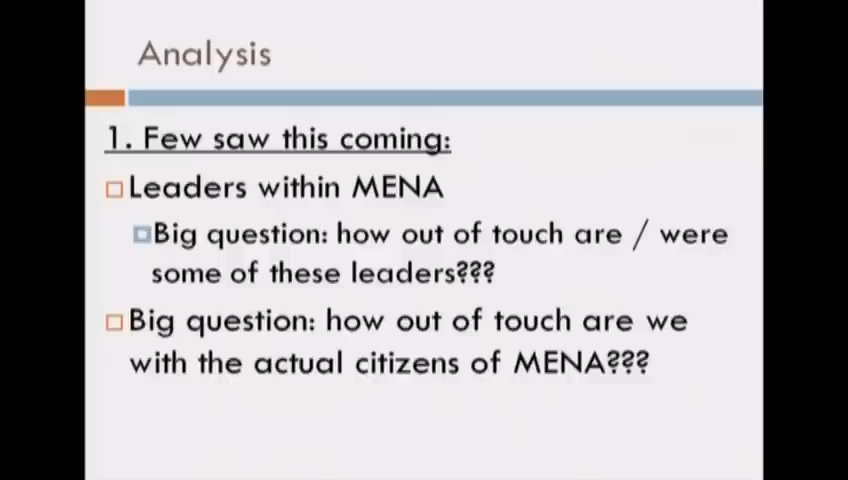 Analysis
1. Few saw this coming:
Leaders within MENA
Big question: how out of touch are / were
some of these leaders???
Big question: how out of touch are we
with the actual citizens of MENA???